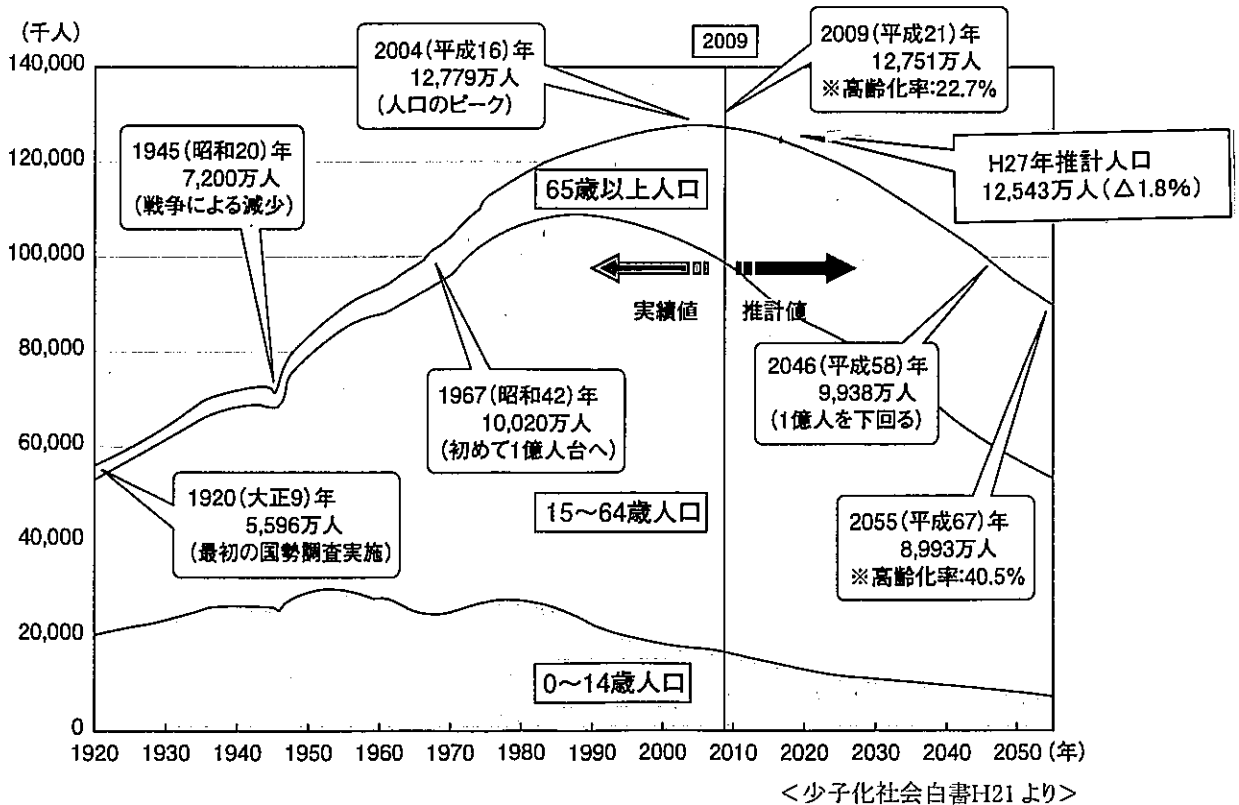 (千人)
140,000
120,000
100,000
80,000
60,000
40,000
20,000
0
2004(平成16)年
12,779万人
(人口のピーク)
2009
2009(平成21)年
12,751万人
※高齢化率:22.7%
1945(昭和20)年
7,200万人
(戦争による減少)
65歳以上人口
H27年推計人口
12,543万人(△1.8%)
実績値
推計値
1967(昭和42)年
10,020万人
(初めて1億人台へ)
2046(平成58)年
9,938万人
(1億人を下回る)
1920(大正9)年
5,596万人
(最初の国勢調査実施)
15~64歳人口
2055(平成67)年
8,993万人
※高齢化率:40.5%
0~14歳人口
1920 1930 1940 1950 1960 1970 1980 1990 2000 2010 2020 2030 2040 2050 (年)
<少子化社会白書H21より>